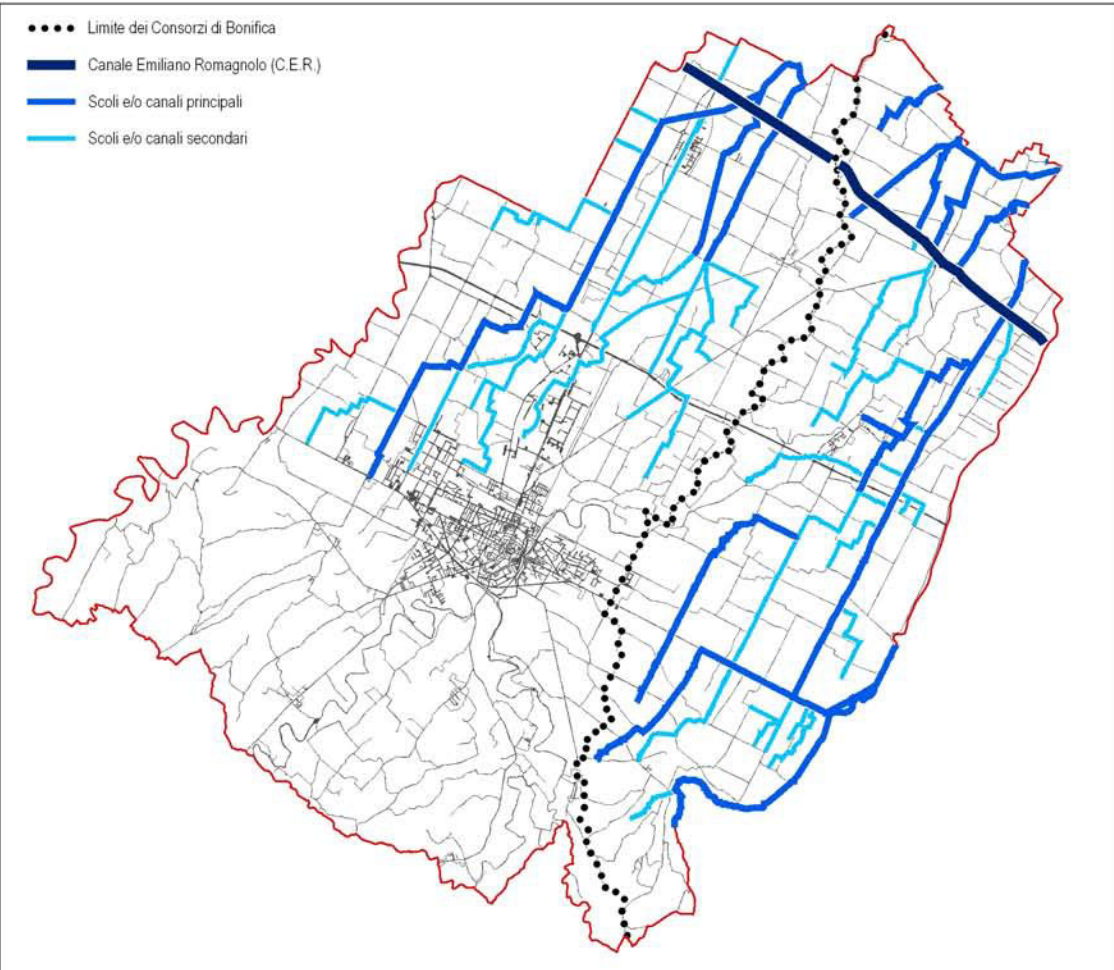 Limite dei Consorzi di Bonifica
Canale Emiliano Romagnolo (C.E.R.)
Scoli e/o canali principali
Scoli e/o canali secondari